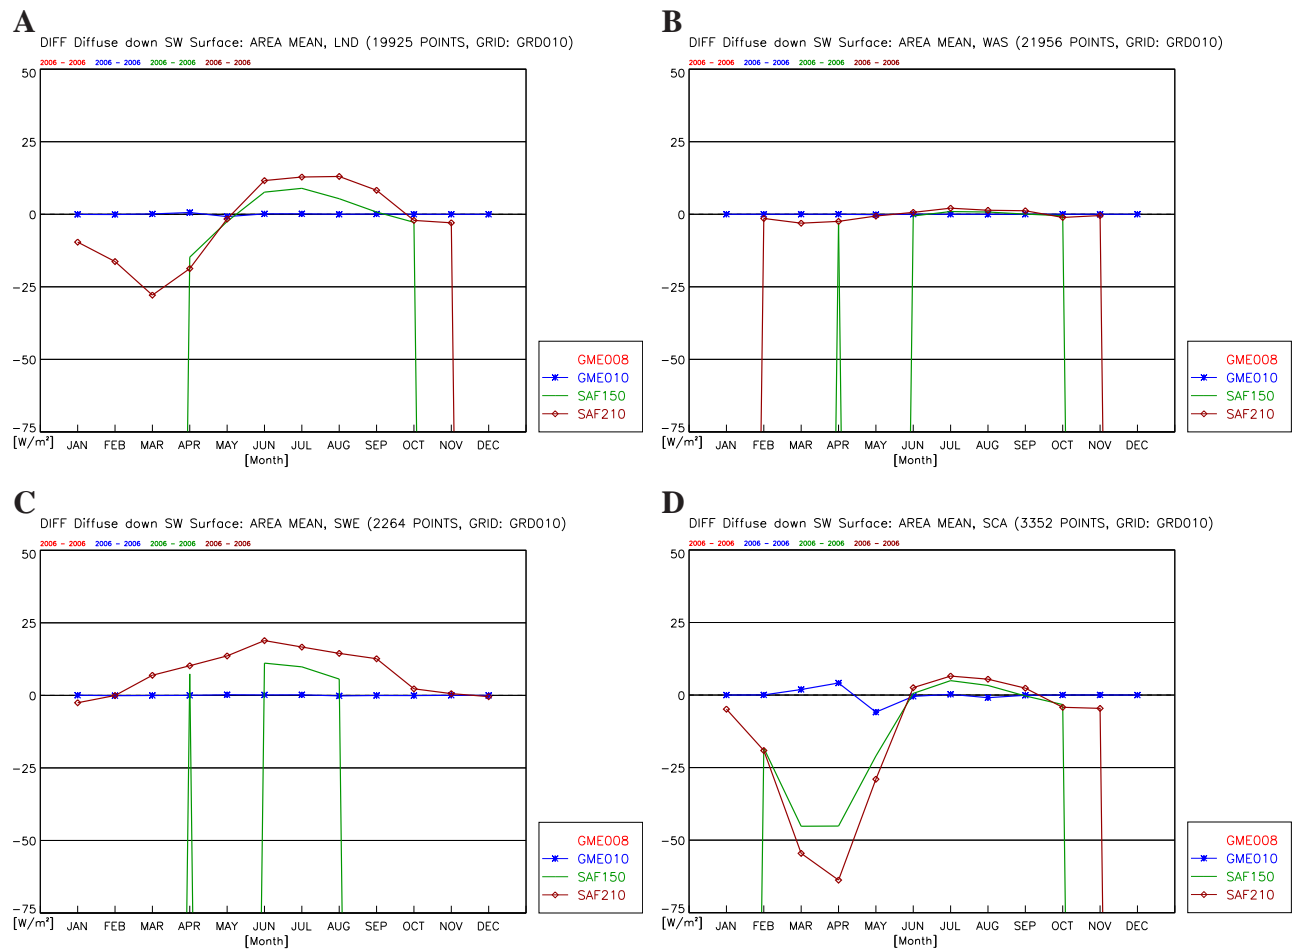 A
DIFF Diffuse down SW Surface: AREA MEAN, LND (19925 POINTS, GRID: GRD010)
2006 - 2006 2006 - 2006 2006 - 2006 2006 - 2006
50
25
0
-25
-50
-75
[W/m²]
JAN FEB MAR APR MAY JUN JUL AUG SEP OCT NOV DEC
[Month]
GME008
GME010
SAF150
SAF210
B
DIFF Diffuse down SW Surface: AREA MEAN, WAS (21956 POINTS, GRID: GRD010)
2006 - 2006 2006 - 2006 2006 - 2006 2006 - 2006
50
25
0
-25
-50
-75
[W/m²]
JAN FEB MAR APR MAY JUN JUL AUG SEP OCT NOV DEC
[Month]
GME008
GME010
SAF150
SAF210
C
DIFF Diffuse down SW Surface: AREA MEAN, SWE (2264 POINTS, GRID: GRD010)
2006 - 2006 2006 - 2006 2006 - 2006 2006 - 2006
50
25
0
-25
-50
-75
[W/m²]
JAN FEB MAR APR MAY JUN JUL AUG SEP OCT NOV DEC
[Month]
GME008
GME010
SAF150
SAF210
D
DIFF Diffuse down SW Surface: AREA MEAN, SCA (3352 POINTS, GRID: GRD010)
2006 - 2006 2006 - 2006 2006 - 2006 2006 - 2006
50
25
0
-25
-50
-75
[W/m²]
JAN FEB MAR APR MAY JUN JUL AUG SEP OCT NOV DEC
[Month]
GME008
GME010
SAF150
SAF210